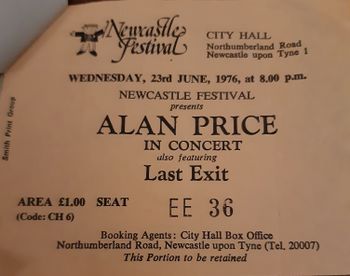 Newcastle
Festival
CITY HALL
Northumberland Road
Newcastle upon Tyne 1
WEDNESDAY, 23rd JUNE, 1976, at 8.00 p.m.
NEWCASTLE FESTIVAL
presents
ALAN PRICE
IN CONCERT
also featuring
Last Exit
AREA £1.00 SEAT EE 36
(Code: CH 6)
Booking Agents: City Hall Box Office
Northumberland Road, Newcastle upon Tyne (Tel. 20007)
This Portion to be retained
Smith Print Group